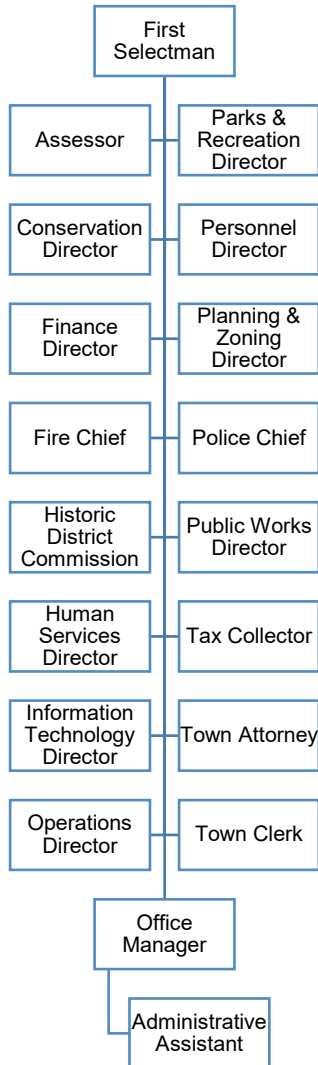 First
Selectman
Assessor
Parks &
Recreation
Director
Conservation
Director
Personnel
Director
Finance
Director
Planning &
Zoning
Director
Fire Chief
Police Chief
Historic
District
Commission
Public Works
Director
Human
Services
Director
Tax Collector
Information
Technology
Director
Town Attorney
Operations
Director
Town Clerk
Office
Manager
Administrative
Assistant